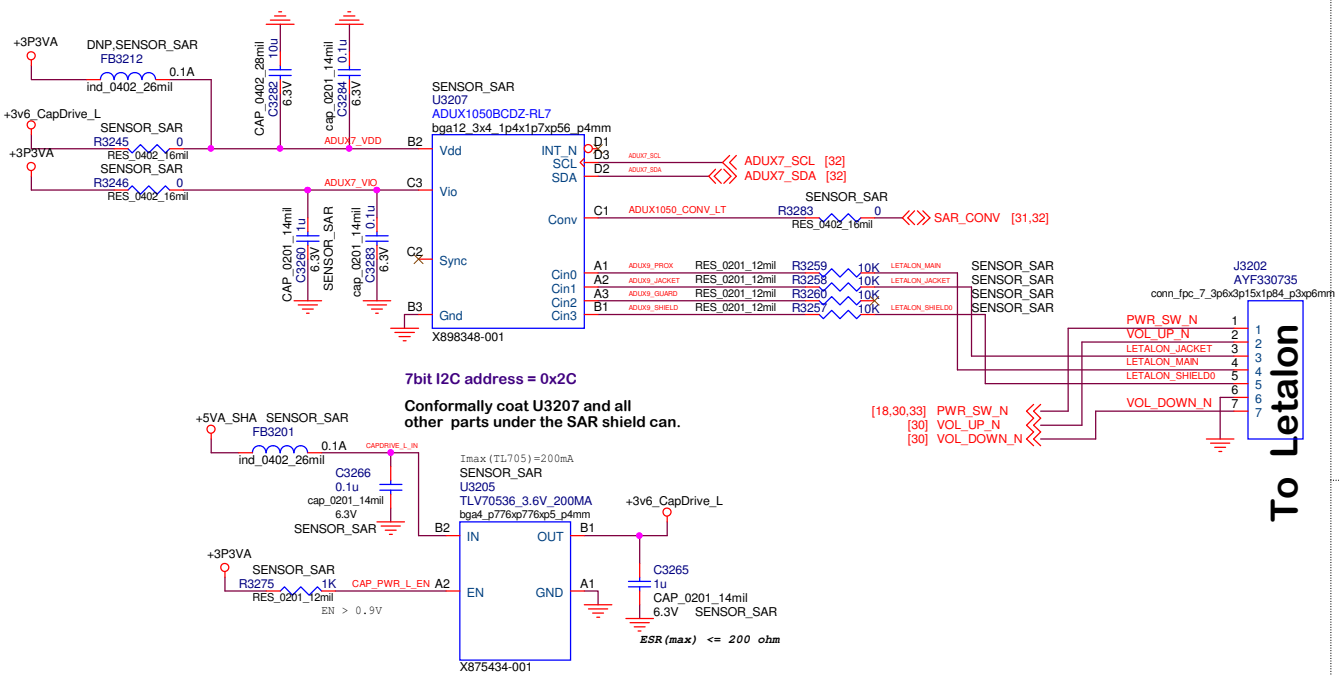 +3P3VA
DNP,SENSOR_SAR
FB3212
0.1A
ind_0402_26mil
CAP_0402_28mil
C3282
10u
6.3V
cap_0201_14mil
C3284
0.1u
6.3V
+3v6_CapDrive_L
SENSOR_SAR
R3245
0
RES_0402_16mil
ADUX7_VDD
B2
+3P3VA
SENSOR_SAR
R3246
0
RES_0402_16mil
ADUX7_VIO
C3
CAP_0201_14mil
C3260
1u
6.3V
SENSOR_SAR
cap_0201_14mil
C3283
0.1u
6.3V
SENSOR_SAR
U3207
ADUX1050BCDZ-RL7
bga12_3x4_1p4x1p7xp56_p4mm
Vdd
Vio
C2
Sync
B3
Gnd
INT_N
SCL
SDA
Conv
Cin0
Cin1
Cin2
Cin3
X898348-001
D1
D3
ADUX7_SCL
ADUX7_SCL [32]
D2
ADUX7_SDA
ADUX7_SDA [32]
C1
ADUX1050_CONV_LT
SENSOR_SAR
R3283
0
RES_0402_16mil
SAR_CONV [31,32]
A1
ADUX9_PROX
RES_0201_12mil
R3259
10K
LETALON_MAIN
SENSOR_SAR
A2
ADUX9_JACKET
RES_0201_12mil
R3258
10K
LETALON_JACKET
SENSOR_SAR
A3
ADUX9_GUARD
RES_0201_12mil
R3260
10K
SENSOR_SAR
B1
ADUX9_SHIELD
RES_0201_12mil
R3257
10K
LETALON_SHIELD0
SENSOR_SAR
J3202
AYF330735
conn_fpc_7_3p6x3p15x1p84_p3xp6mm
PWR_SW_N
1
1
VOL_UP_N
2
2
LETALON_JACKET
3
3
LETALON_MAIN
4
4
LETALON_SHIELD0
5
5
6
6
VOL_DOWN_N
7
7
To Letalon
[18,30,33] PWR_SW_N
[30] VOL_UP_N
[30] VOL_DOWN_N
7bit I2C address = 0x2C
Conformally coat U3207 and all
other parts under the SAR shield can.
+5VA_SHA
SENSOR_SAR
FB3201
0.1A
ind_0402_26mil
CAPDRIVE_L_IN
C3266
0.1u
cap_0201_14mil
6.3V
SENSOR_SAR
Imax(TL705)=200mA
SENSOR_SAR
U3205
TLV70536_3.6V_200MA
bga4_p776xp776xp5_p4mm
B2
IN
OUT
B1
A2
EN
GND
A1
X875434-001
+3P3VA
SENSOR_SAR
R3275
1K
RES_0201_12mil
CAP_PWR_L_EN
EN > 0.9V
+3v6_CapDrive_L
C3265
1u
CAP_0201_14mil
6.3V
SENSOR_SAR
ESR(max) <= 200 ohm